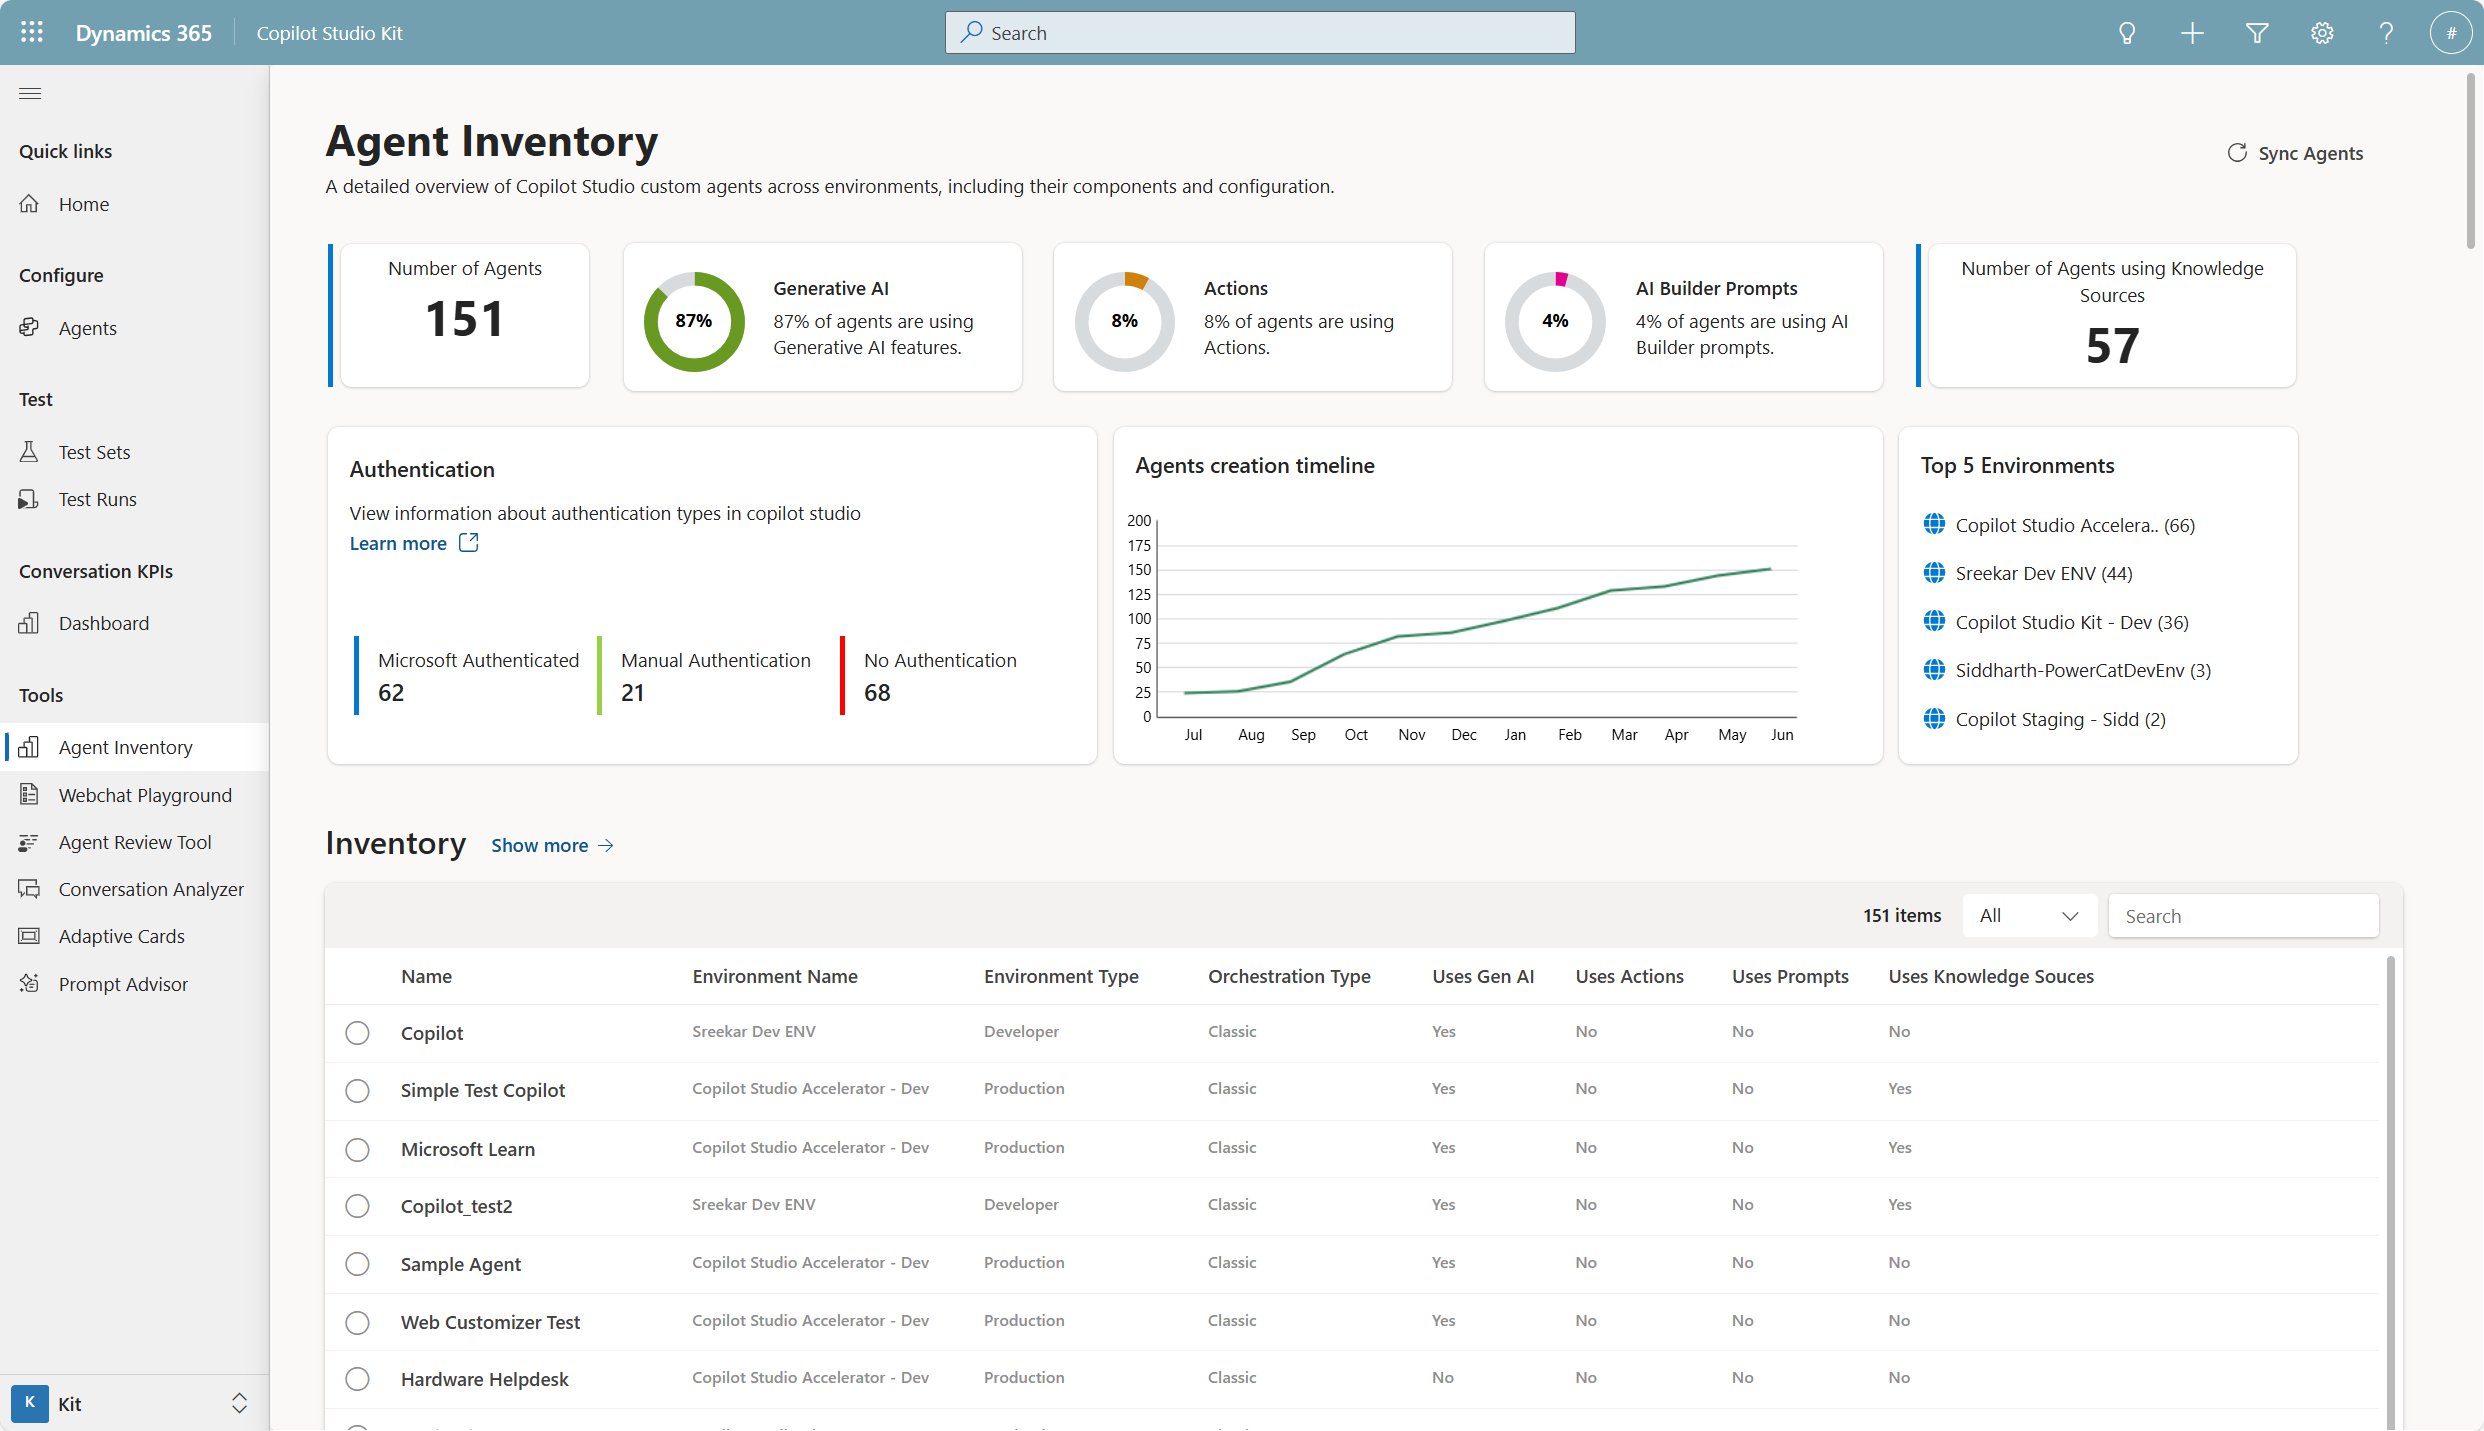 Dynamics 365
Copilot Studio Kit
Search
#
Quick links
Home
Configure
Agents
Test
Test Sets
Test Runs
Conversation KPIs
Dashboard
Tools
Agent Inventory
Webchat Playground
Agent Review Tool
Conversation Analyzer
Adaptive Cards
Prompt Advisor
K Kit
Agent Inventory
A detailed overview of Copilot Studio custom agents across environments, including their components and configuration.
Sync Agents
Number of Agents
151
87%
Generative AI
87% of agents are using
Generative AI features.
8%
Actions
8% of agents are using
Actions.
4%
AI Builder Prompts
4% of agents are using AI
Builder prompts.
Number of Agents using Knowledge
Sources
57
Authentication
View information about authentication types in copilot studio
Learn more
Microsoft Authenticated
62
Manual Authentication
21
No Authentication
68
Agents creation timeline
200
175
150
125
100
75
50
25
0
Jul Aug Sep Oct Nov Dec Jan Feb Mar Apr May Jun
Top 5 Environments
Copilot Studio Accelera.. (66)
Sreekar Dev ENV (44)
Copilot Studio Kit - Dev (36)
Siddharth-PowerCatDevEnv (3)
Copilot Staging - Sidd (2)
Inventory Show more
151 items All Search
Name Environment Name Environment Type Orchestration Type Uses Gen AI Uses Actions Uses Prompts Uses Knowledge Souces
Copilot Sreekar Dev ENV Developer Classic Yes No No No
Simple Test Copilot Copilot Studio Accelerator - Dev Production Classic Yes No No Yes
Microsoft Learn Copilot Studio Accelerator - Dev Production Classic Yes No No Yes
Copilot_test2 Sreekar Dev ENV Developer Classic Yes No No Yes
Sample Agent Copilot Studio Accelerator - Dev Production Classic Yes No No No
Web Customizer Test Copilot Studio Accelerator - Dev Production Classic Yes No No No
Hardware Helpdesk Copilot Studio Accelerator - Dev Production Classic No No No No